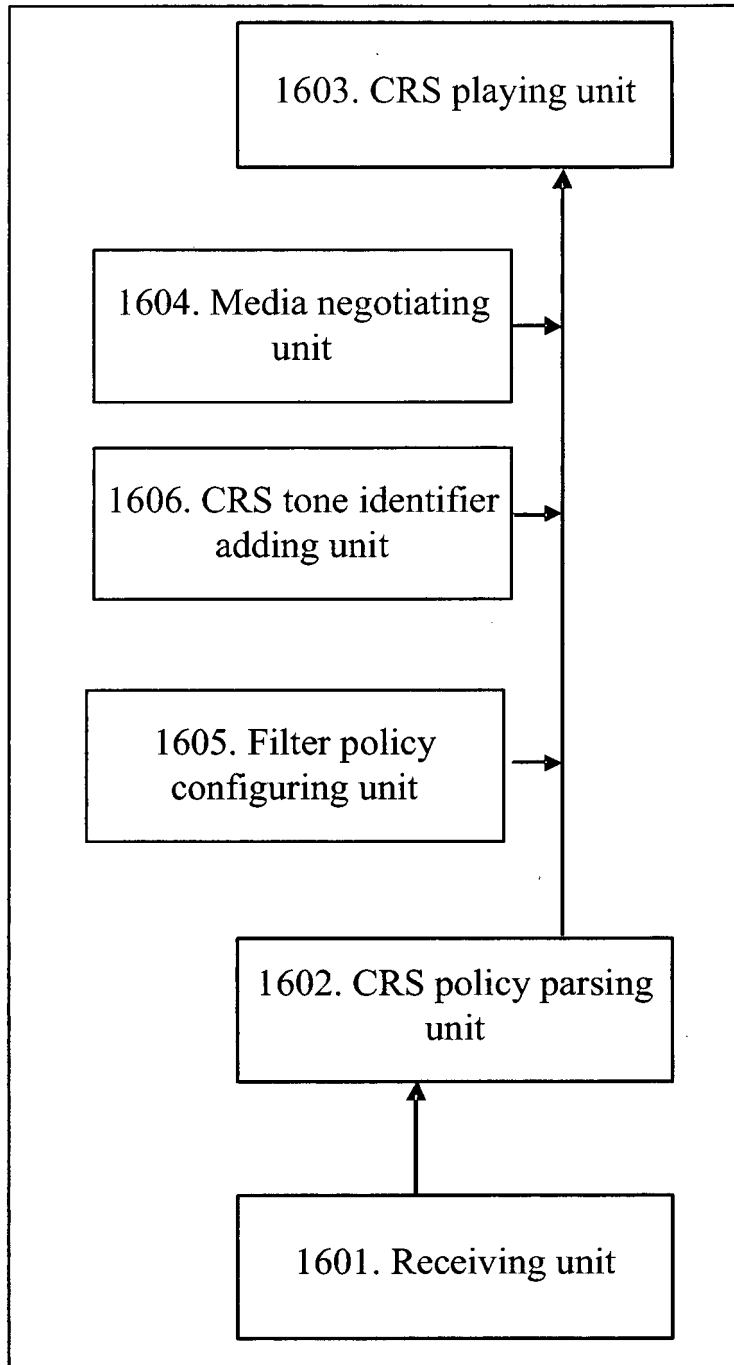 1603. CRS playing unit
1604. Media negotiating
unit
1606. CRS tone identifier
adding unit
1605. Filter policy
configuring unit
1602. CRS policy parsing
unit
1601. Receiving unit